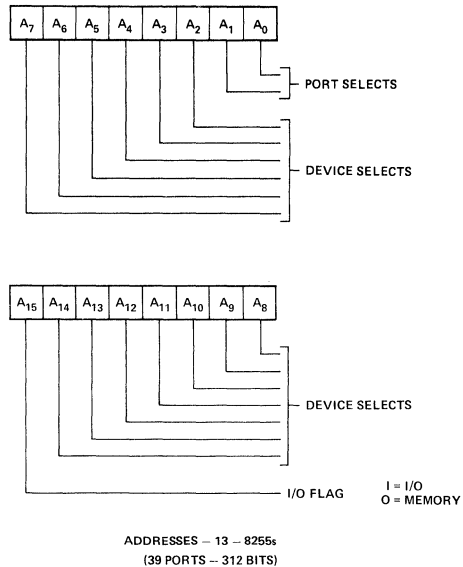 A7 A6 A5 A4 A3 A2 A1 A0
PORT SELECTS
DEVICE SELECTS
A15 A14 A13 A12 A11 A10 A9 A8
DEVICE SELECTS
I/O FLAG
I = I/O
O = MEMORY
ADDRESSES – 13 – 8255s
(39 PORTS – 312 BITS)